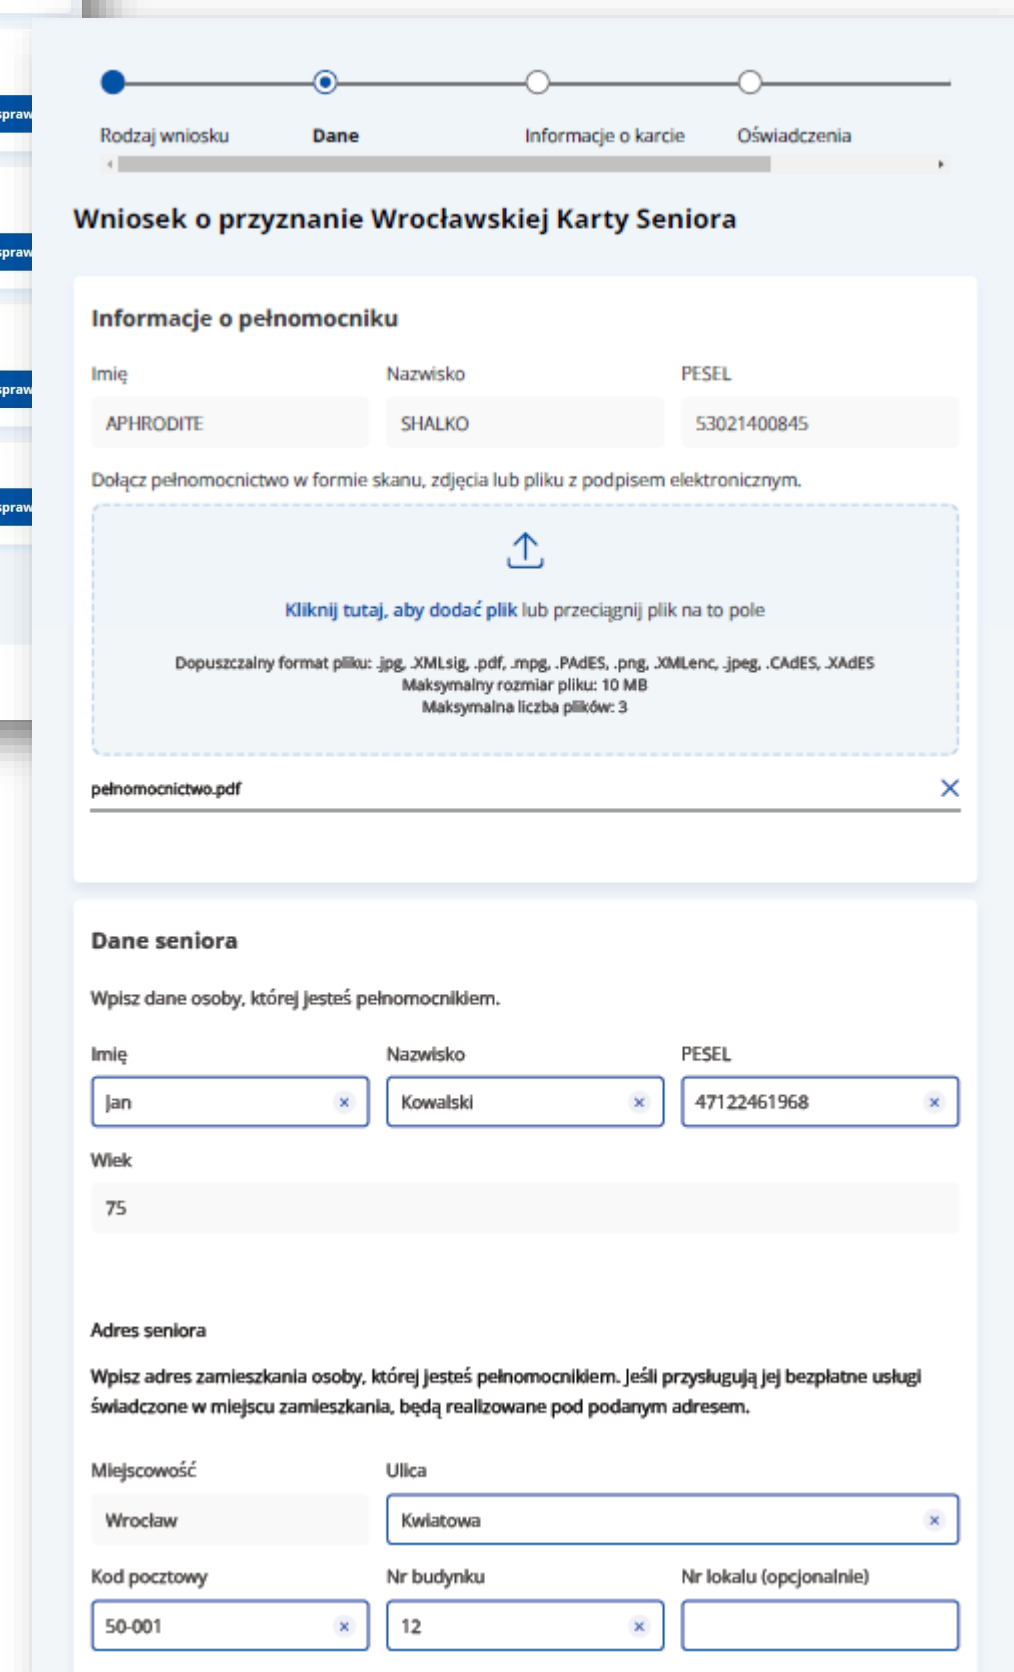 spraw
spraw
spraw
spraw
Rodzaj wniosku Dane Informacje o karcie Oświadczenia
Wniosek o przyznanie Wrocławskiej Karty Seniora
Informacje o pełnomocniku
Imię Nazwisko PESEL
APHRODITE SHALKO 53021400845
Dołącz pełnomocnictwo w formie skanu, zdjęcia lub pliku z podpisem elektronicznym.
Kliknij tutaj, aby dodać plik lub przeciągnij plik na to pole
Dopuszczalny format pliku: .jpg, .XMLsig, .pdf, .mpg, .PAdES, .png, .XMLenc, .jpeg, .CAdES, .XAdES
Maksymalny rozmiar pliku: 10 MB
Maksymalna liczba plików: 3
pełnomocnictwo.pdf
Dane seniora
Wpisz dane osoby, której jesteś pełnomocnikiem.
Imię Nazwisko PESEL
Jan Kowalski 47122461968
Wiek
75
Adres seniora
Wpisz adres zamieszkania osoby, której jesteś pełnomocnikiem. Jeśli przysługują jej bezpłatne usługi
świadczone w miejscu zamieszkania, będą realizowane pod podanym adresem.
Miejscowość Ulica
Wrocław Kwiatowa
Kod pocztowy Nr budynku Nr lokalu (opcjonalnie)
50-001 12